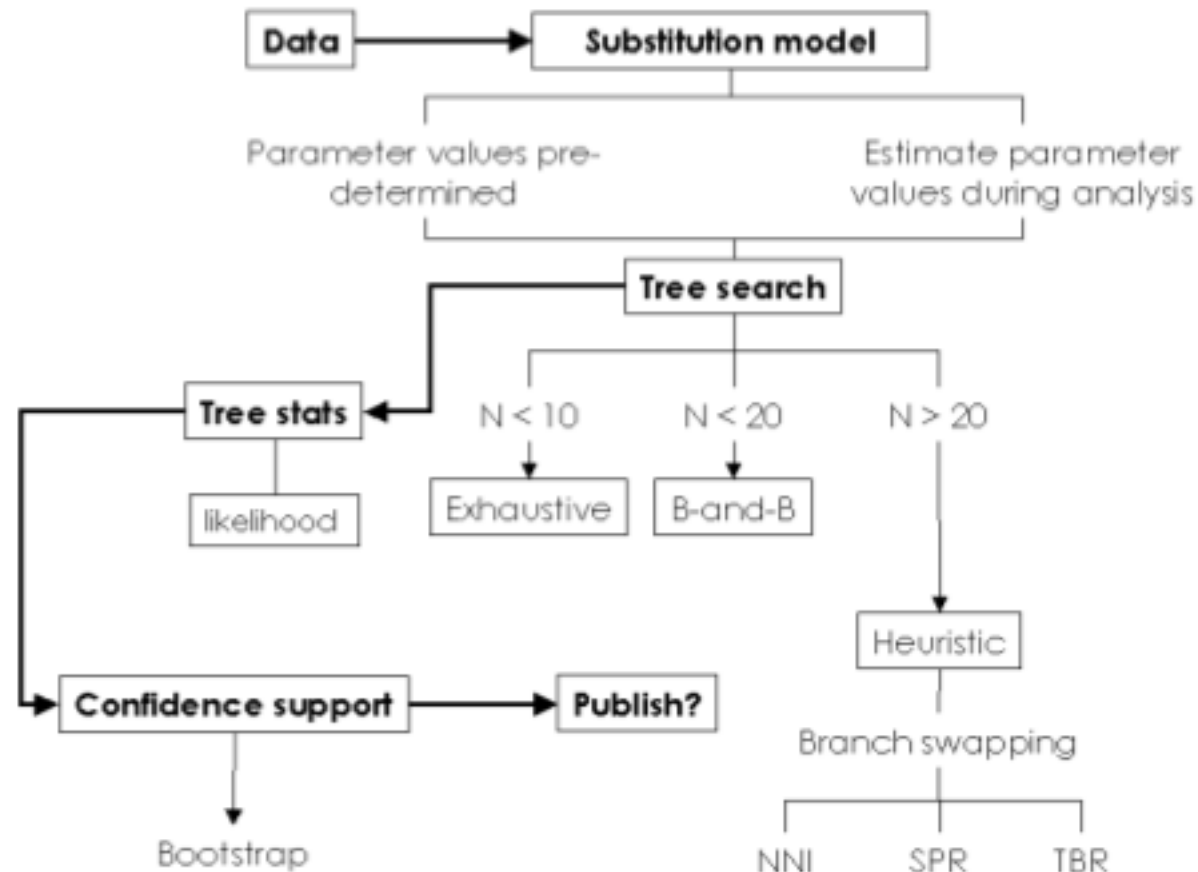 Data
Substitution model
Parameter values pre-
determined
Estimate parameter
values during analysis
Tree search
Tree stats
N < 10
N < 20
N > 20
likelihood
Exhaustive
B-and-B
Heuristic
Confidence support
Publish?
Branch swapping
Bootstrap
NNI
SPR
TBR